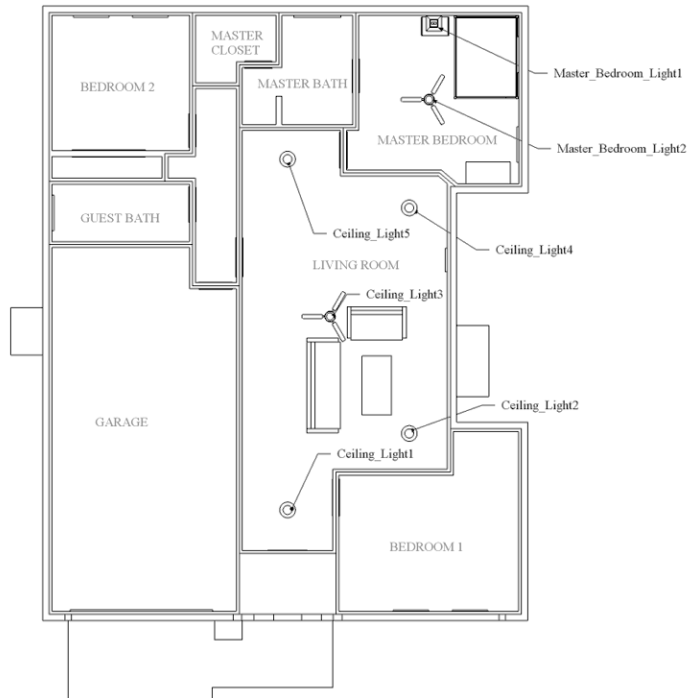 MASTER
CLOSET
BEDROOM 2
MASTER BATH
Master_Bedroom_Light1
MASTER BEDROOM
Master_Bedroom_Light2
GUEST BATH
Ceiling_Light5
Ceiling_Light4
LIVING ROOM
Ceiling_Light3
GARAGE
Ceiling_Light2
Ceiling_Light1
BEDROOM 1